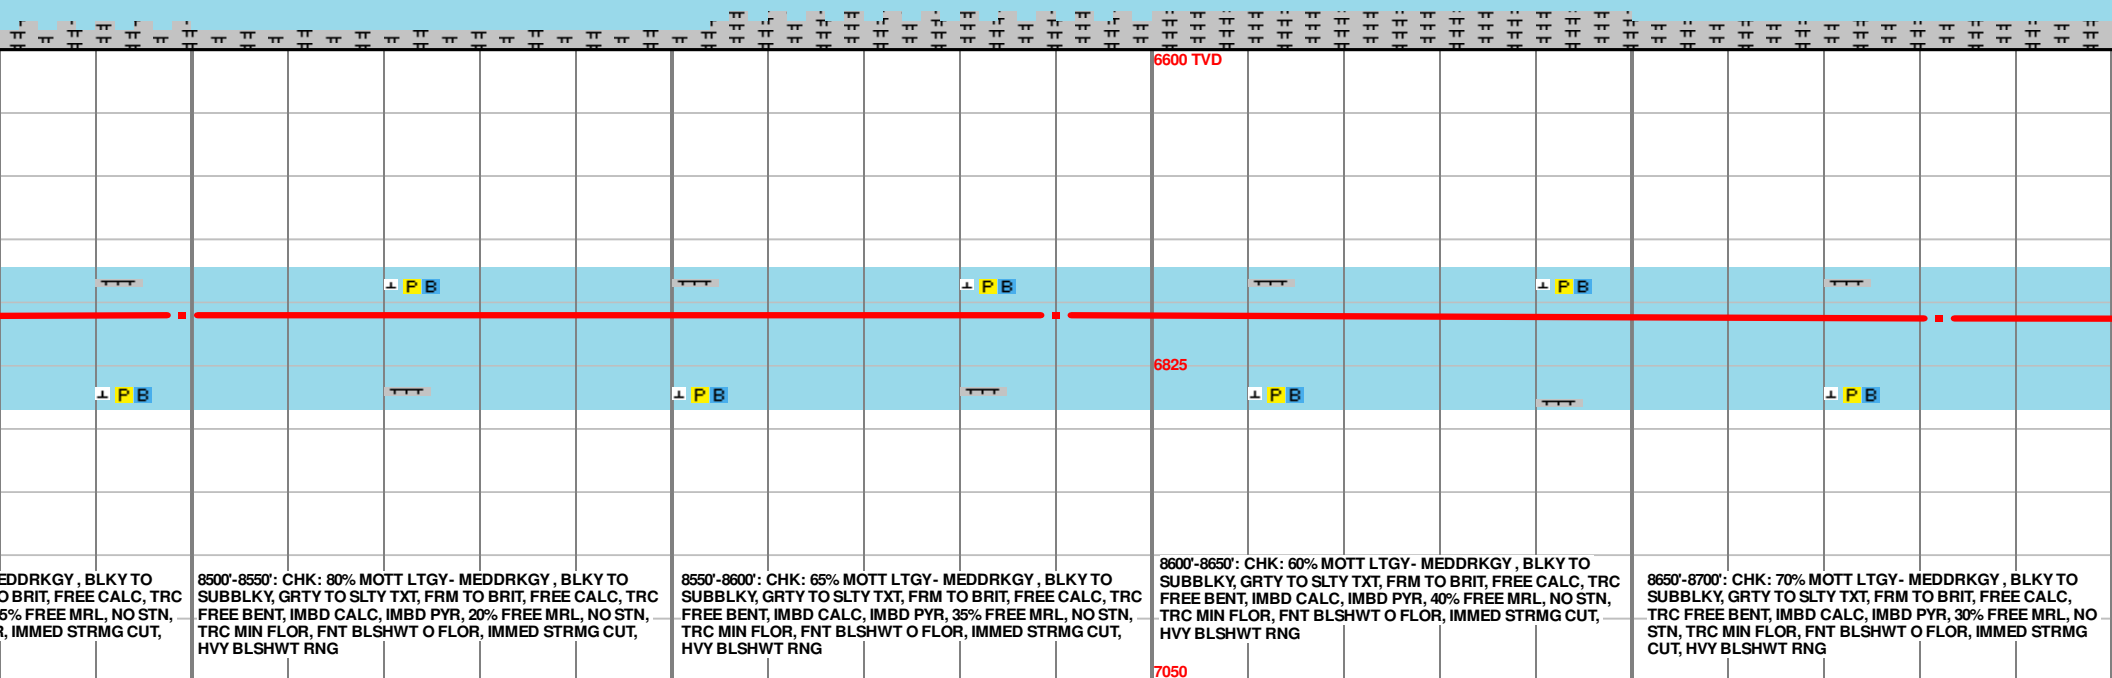 6600 TVD
P B
P B
P B
6825
P B
P B
P B
P B
EDDRKGY , BLKY TO
O BRIT, FREE CALC, TRC
5% FREE MRL, NO STN,
R, IMMED STRMG CUT,
8500'-8550': CHK: 80% MOTT LTGY- MEDDRKGY , BLKY TO
SUBBLKY, GRTY TO SLTY TXT, FRM TO BRIT, FREE CALC, TRC
FREE BENT, IMBD CALC, IMBD PYR, 20% FREE MRL, NO STN,
TRC MIN FLOR, FNT BLSHWT O FLOR, IMMED STRMG CUT,
HVY BLSHWT RNG
8550'-8600': CHK: 65% MOTT LTGY- MEDDRKGY , BLKY TO
SUBBLKY, GRTY TO SLTY TXT, FRM TO BRIT, FREE CALC, TRC
FREE BENT, IMBD CALC, IMBD PYR, 35% FREE MRL, NO STN,
TRC MIN FLOR, FNT BLSHWT O FLOR, IMMED STRMG CUT,
HVY BLSHWT RNG
8600'-8650': CHK: 60% MOTT LTGY- MEDDRKGY , BLKY TO
SUBBLKY, GRTY TO SLTY TXT, FRM TO BRIT, FREE CALC, TRC
FREE BENT, IMBD CALC, IMBD PYR, 40% FREE MRL, NO STN,
TRC MIN FLOR, FNT BLSHWT O FLOR, IMMED STRMG CUT,
HVY BLSHWT RNG
8650'-8700': CHK: 70% MOTT LTGY- MEDDRKGY , BLKY TO
SUBBLKY, GRTY TO SLTY TXT, FRM TO BRIT, FREE CALC,
TRC FREE BENT, IMBD CALC, IMBD PYR, 30% FREE MRL, NO
STN, TRC MIN FLOR, FNT BLSHWT O FLOR, IMMED STRMG
CUT, HVY BLSHWT RNG
7050